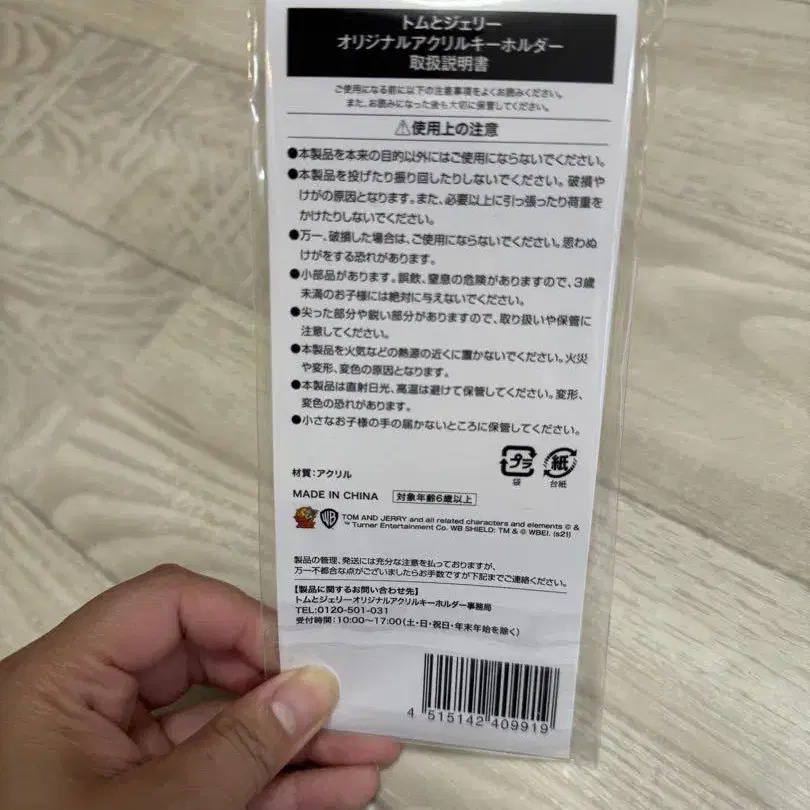 トムとジェリー
オリジナルアクリルキーホルダー
取扱説明書
ご使用になる前に以下の注意事項をよくお読みください。
また、お読みになった後も大切に保管してください。
⚠使用上の注意
●本製品を本来の目的以外にはご使用にならないでください。
●本製品を投げたり振り回したりしないでください。破損や
けがの原因となります。また、必要以上に引っ張ったり荷重を
かけたりしないでください。
●万一、破損した場合は、ご使用にならないでください。思わぬ
けがをする恐れがあります。
●小部品があります。誤飲、窒息の危険がありますので、3歳
未満のお子様には絶対に与えないでください。
●尖った部分や鋭い部分がありますので、取り扱いや保管に
注意してください。
●本製品を火気などの熱源の近くに置かないでください。火災
や変形、変色の原因となります。
●本製品は直射日光、高温は避けて保管してください。変形、
変色の恐れがあります。
●小さなお子様の手の届かないところに保管してください。
プラ 紙
袋 台紙
材質:アクリル
MADE IN CHINA 対象年齢6歳以上
WB TOM AND JERRY and all related characters and elements © &
™ Turner Entertainment Co. WB SHIELD: TM & © WBEI. (s21)
製品の管理、発送には充分な注意を払っておりますが、
万一不都合な点がございましたらお手数ですが下記までご連絡ください。
【製品に関するお問い合わせ先】
トムとジェリーオリジナルアクリルキーホルダー事務局
TEL:0120-501-031
受付時間:10:00〜17:00(土・日・祝日・年末年始を除く)
4 515142 409919